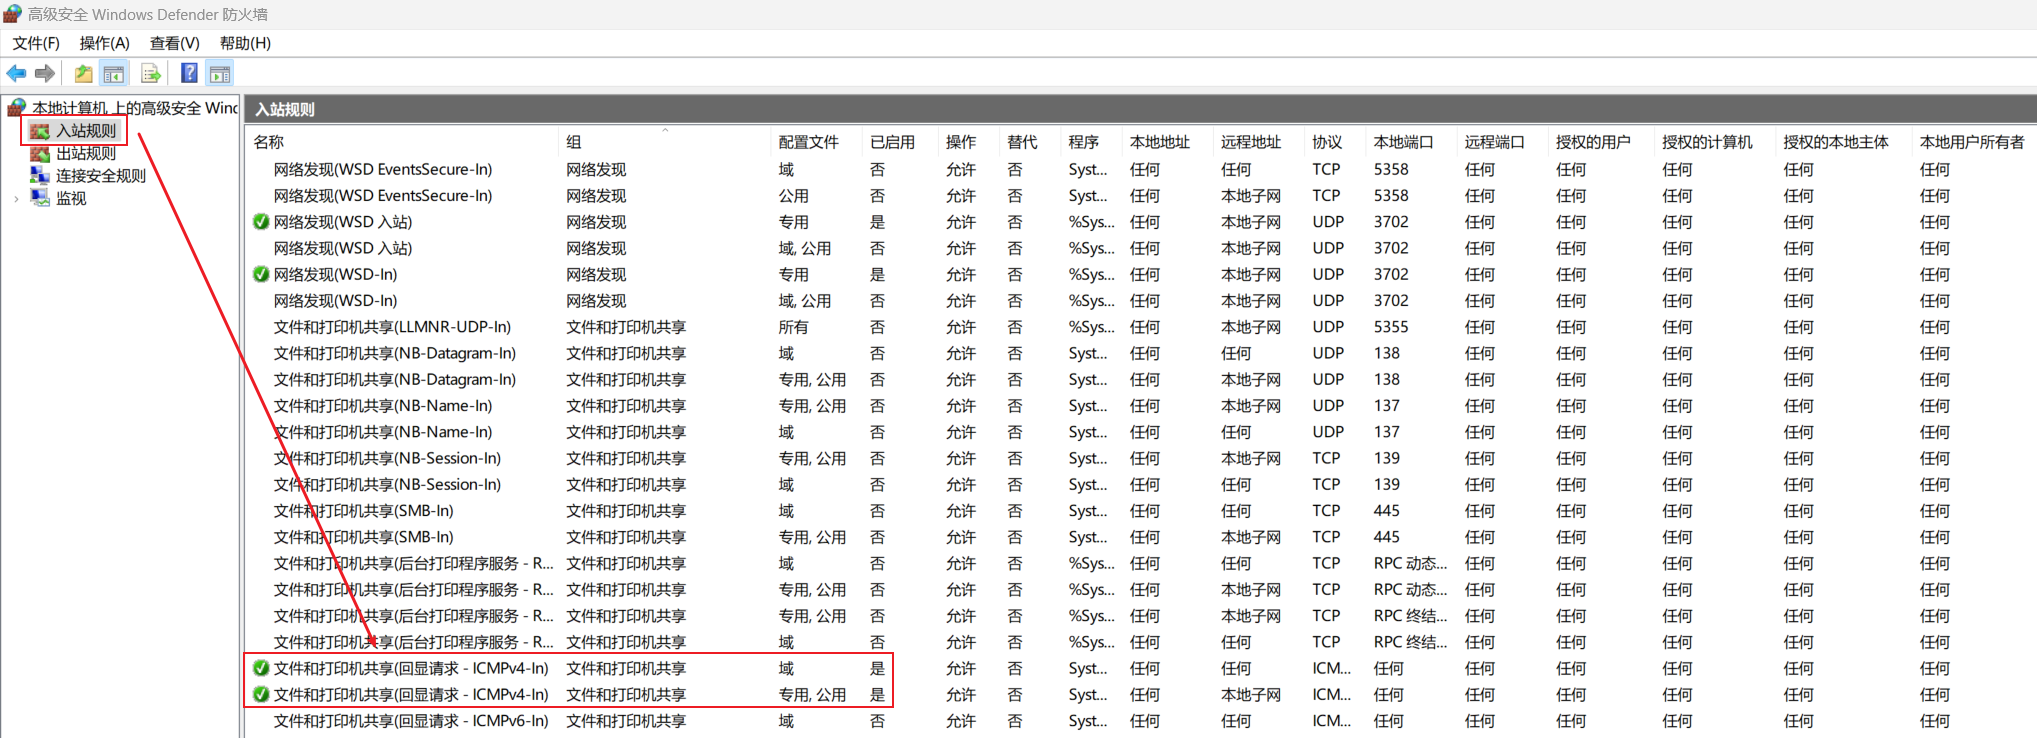 高级安全 Windows Defender 防火墙
文件(F) 操作(A) 查看(V) 帮助(H)
本地计算机 上的高级安全 Wind
入站规则
出站规则
连接安全规则
监视
入站规则
名称 组 配置文件 已启用 操作 替代 程序 本地地址 远程地址 协议 本地端口 远程端口 授权的用户 授权的计算机 授权的本地主体 本地用户所有者
网络发现(WSD EventsSecure-In) 网络发现 域 否 允许 否 Syst... 任何 任何 TCP 5358 任何 任何 任何 任何 任何
网络发现(WSD EventsSecure-In) 网络发现 公用 否 允许 否 Syst... 任何 本地子网 TCP 5358 任何 任何 任何 任何 任何
网络发现(WSD 入站) 网络发现 专用 是 允许 否 %Sys... 任何 本地子网 UDP 3702 任何 任何 任何 任何 任何
网络发现(WSD 入站) 网络发现 域, 公用 否 允许 否 %Sys... 任何 本地子网 UDP 3702 任何 任何 任何 任何 任何
网络发现(WSD-In) 网络发现 专用 是 允许 否 %Sys... 任何 本地子网 UDP 3702 任何 任何 任何 任何 任何
网络发现(WSD-In) 网络发现 域, 公用 否 允许 否 %Sys... 任何 本地子网 UDP 3702 任何 任何 任何 任何 任何
文件和打印机共享(LLMNR-UDP-In) 文件和打印机共享 所有 否 允许 否 %Sys... 任何 本地子网 UDP 5355 任何 任何 任何 任何 任何
文件和打印机共享(NB-Datagram-In) 文件和打印机共享 域 否 允许 否 Syst... 任何 任何 UDP 138 任何 任何 任何 任何 任何
文件和打印机共享(NB-Datagram-In) 文件和打印机共享 专用, 公用 否 允许 否 Syst... 任何 本地子网 UDP 138 任何 任何 任何 任何 任何
文件和打印机共享(NB-Name-In) 文件和打印机共享 专用, 公用 否 允许 否 Syst... 任何 本地子网 UDP 137 任何 任何 任何 任何 任何
文件和打印机共享(NB-Name-In) 文件和打印机共享 域 否 允许 否 Syst... 任何 任何 UDP 137 任何 任何 任何 任何 任何
文件和打印机共享(NB-Session-In) 文件和打印机共享 专用, 公用 否 允许 否 Syst... 任何 本地子网 TCP 139 任何 任何 任何 任何 任何
文件和打印机共享(NB-Session-In) 文件和打印机共享 域 否 允许 否 Syst... 任何 任何 TCP 139 任何 任何 任何 任何 任何
文件和打印机共享(SMB-In) 文件和打印机共享 域 否 允许 否 Syst... 任何 任何 TCP 445 任何 任何 任何 任何 任何
文件和打印机共享(SMB-In) 文件和打印机共享 专用, 公用 否 允许 否 Syst... 任何 本地子网 TCP 445 任何 任何 任何 任何 任何
文件和打印机共享(后台打印程序服务 - R... 文件和打印机共享 域 否 允许 否 %Sys... 任何 任何 TCP RPC 动态... 任何 任何 任何 任何 任何
文件和打印机共享(后台打印程序服务 - R... 文件和打印机共享 专用, 公用 否 允许 否 %Sys... 任何 本地子网 TCP RPC 动态... 任何 任何 任何 任何 任何
文件和打印机共享(后台打印程序服务 - R... 文件和打印机共享 专用, 公用 否 允许 否 %Sys... 任何 本地子网 TCP RPC 终结... 任何 任何 任何 任何 任何
文件和打印机共享(后台打印程序服务 - R... 文件和打印机共享 域 否 允许 否 %Sys... 任何 任何 TCP RPC 终结... 任何 任何 任何 任何 任何
文件和打印机共享(回显请求 - ICMPv4-In) 文件和打印机共享 域 是 允许 否 Syst... 任何 任何 ICM... 任何 任何 任何 任何 任何 任何
文件和打印机共享(回显请求 - ICMPv4-In) 文件和打印机共享 专用, 公用 是 允许 否 Syst... 任何 本地子网 ICM... 任何 任何 任何 任何 任何 任何
文件和打印机共享(回显请求 - ICMPv6-In) 文件和打印机共享 域 否 允许 否 Syst... 任何 任何 ICM... 任何 任何 任何 任何 任何 任何